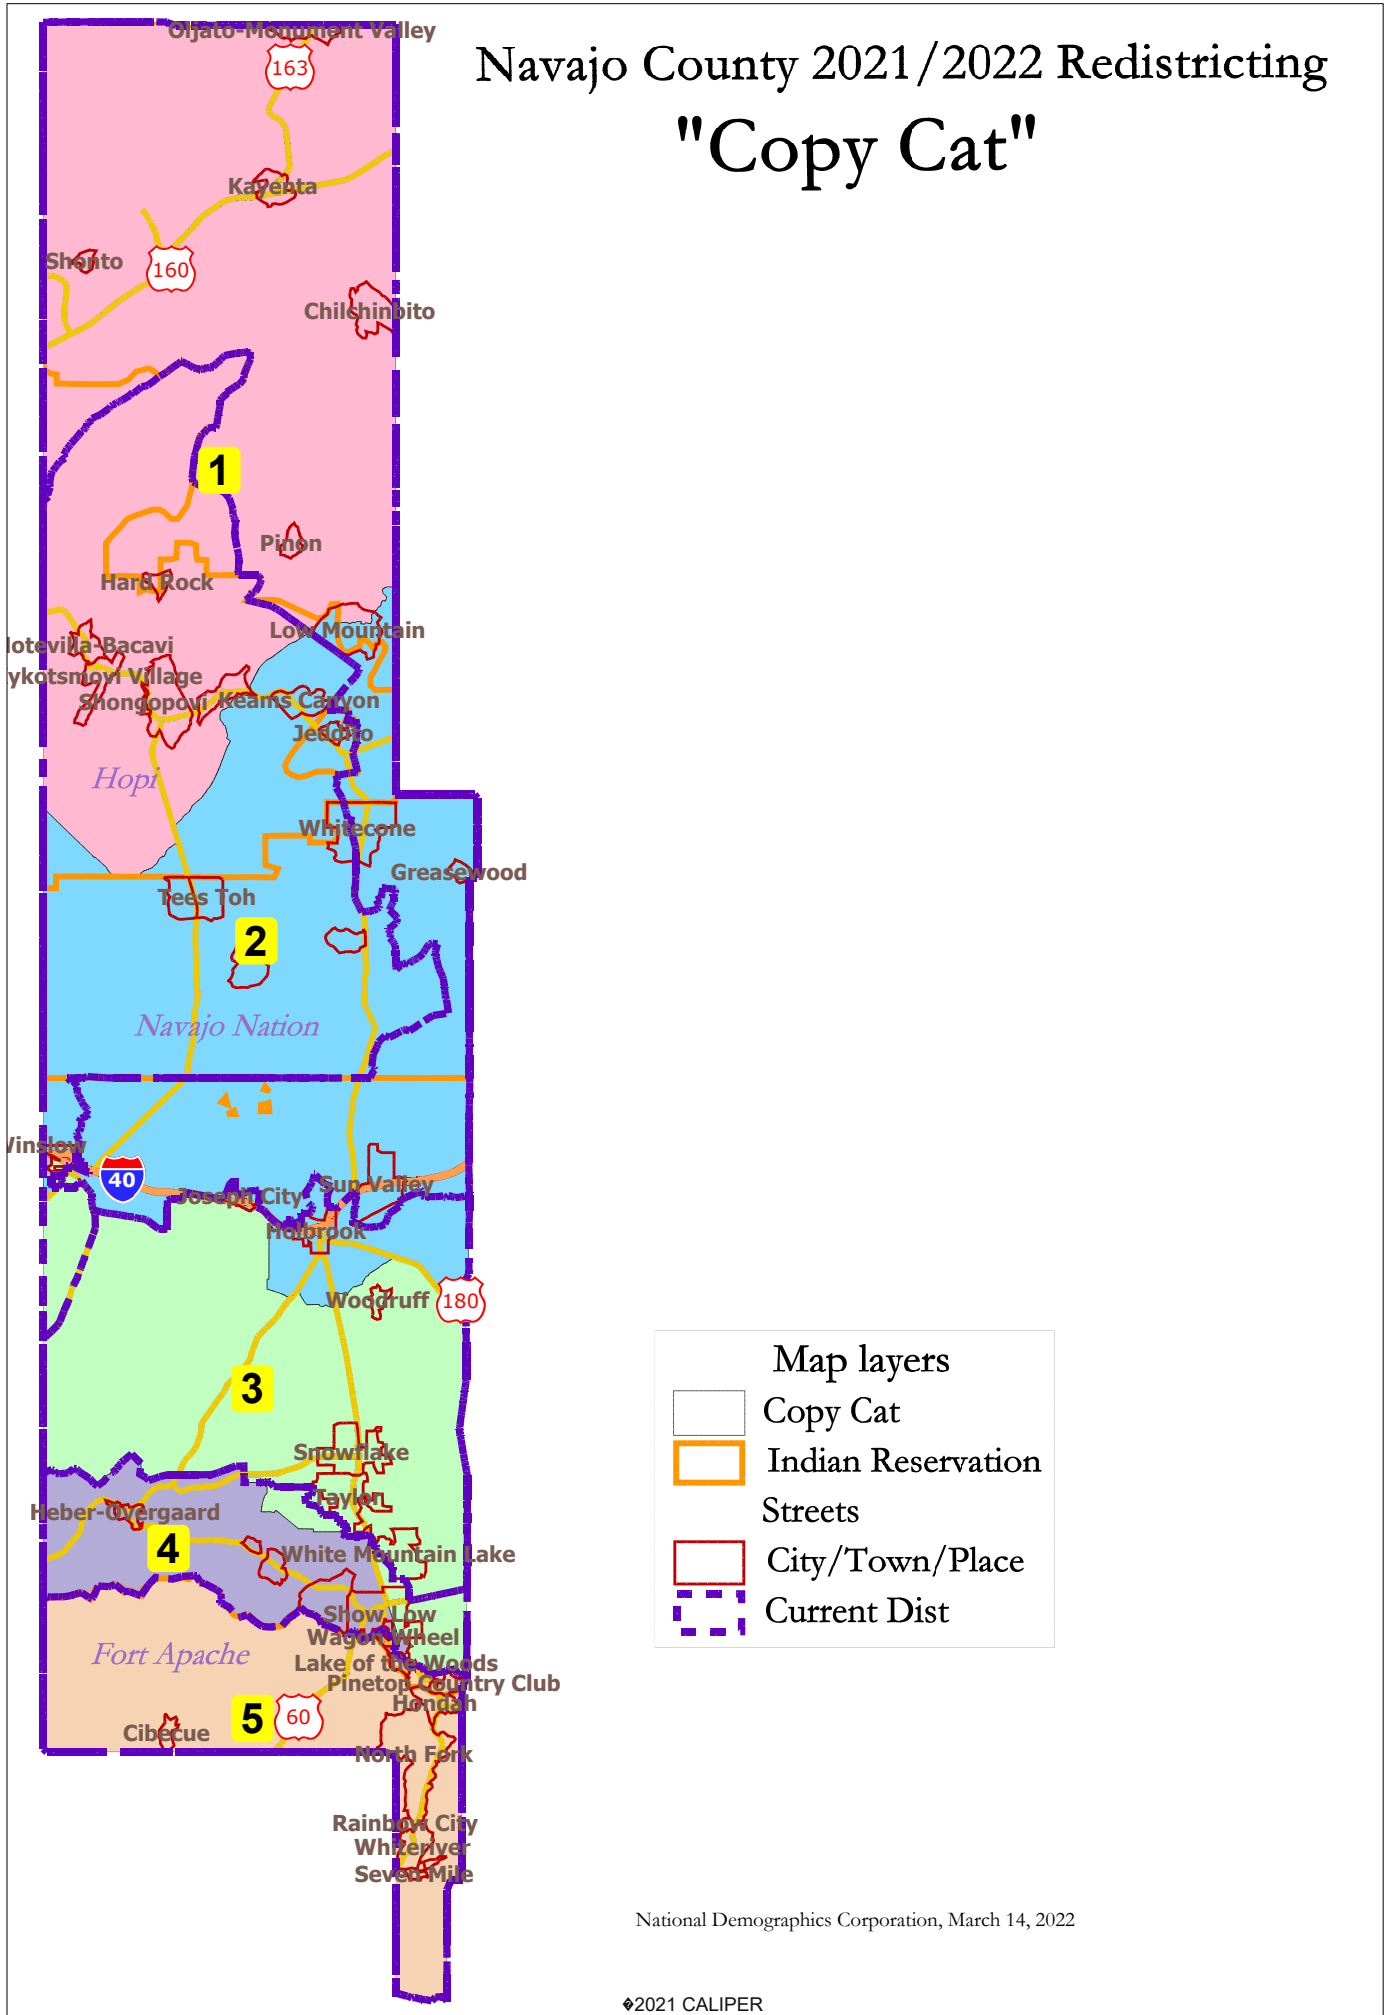 Oljato-Monument Valley
Navajo County 2021/2022 Redistricting
163
"Copy Cat"
Kayenta
Shonto
160
Chilchinbito
1
Pinon
Hard Rock
Low Mountain
lotevilla-Bacavi
ykotsmovi Village
Shongopovi
Keams Canyon
Jeddito
Hopi
Whitecone
Greasewood
Tees Toh
2
Navajo Nation
Vinslow
40
Sun Valley
Joseph City
Holbrook
Woodruff
180
Map layers
3
Copy Cat
Snowflake
Indian Reservation
Taylor
Heber-Overgaard
Streets
4
White Mountain Lake
City/Town/Place
Show Low
Current Dist
Wagon Wheel
Fort Apache
Lake of the Woods
Pinetop Country Club
Hondah
5
60
Cibecue
North Fork
Rainbow City
Whiteriver
Seven Mile
National Demographics Corporation, March 14, 2022
�2021 CALIPER